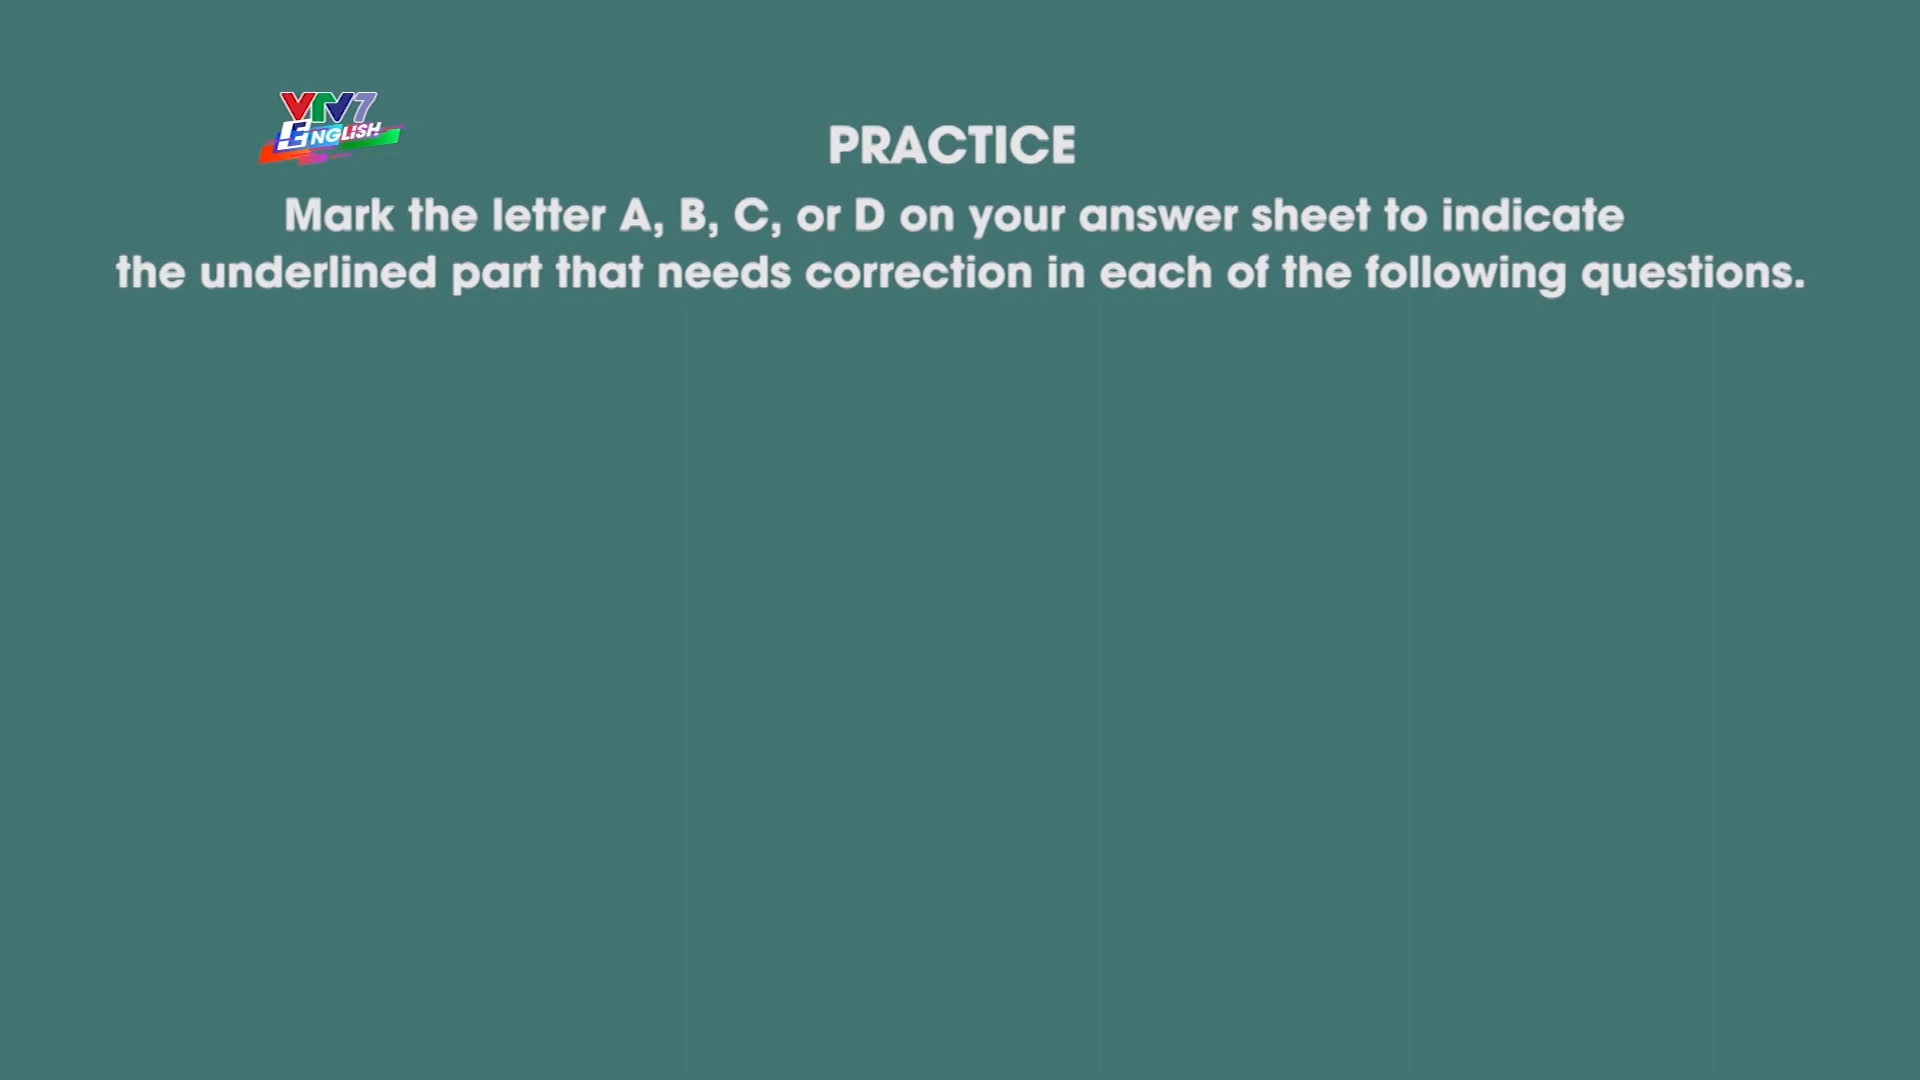 VTV7
ENGLISH
PRACTICE
Mark the letter A, B, C, or D on your answer sheet to indicate
the underlined part that needs correction in each of the following questions.